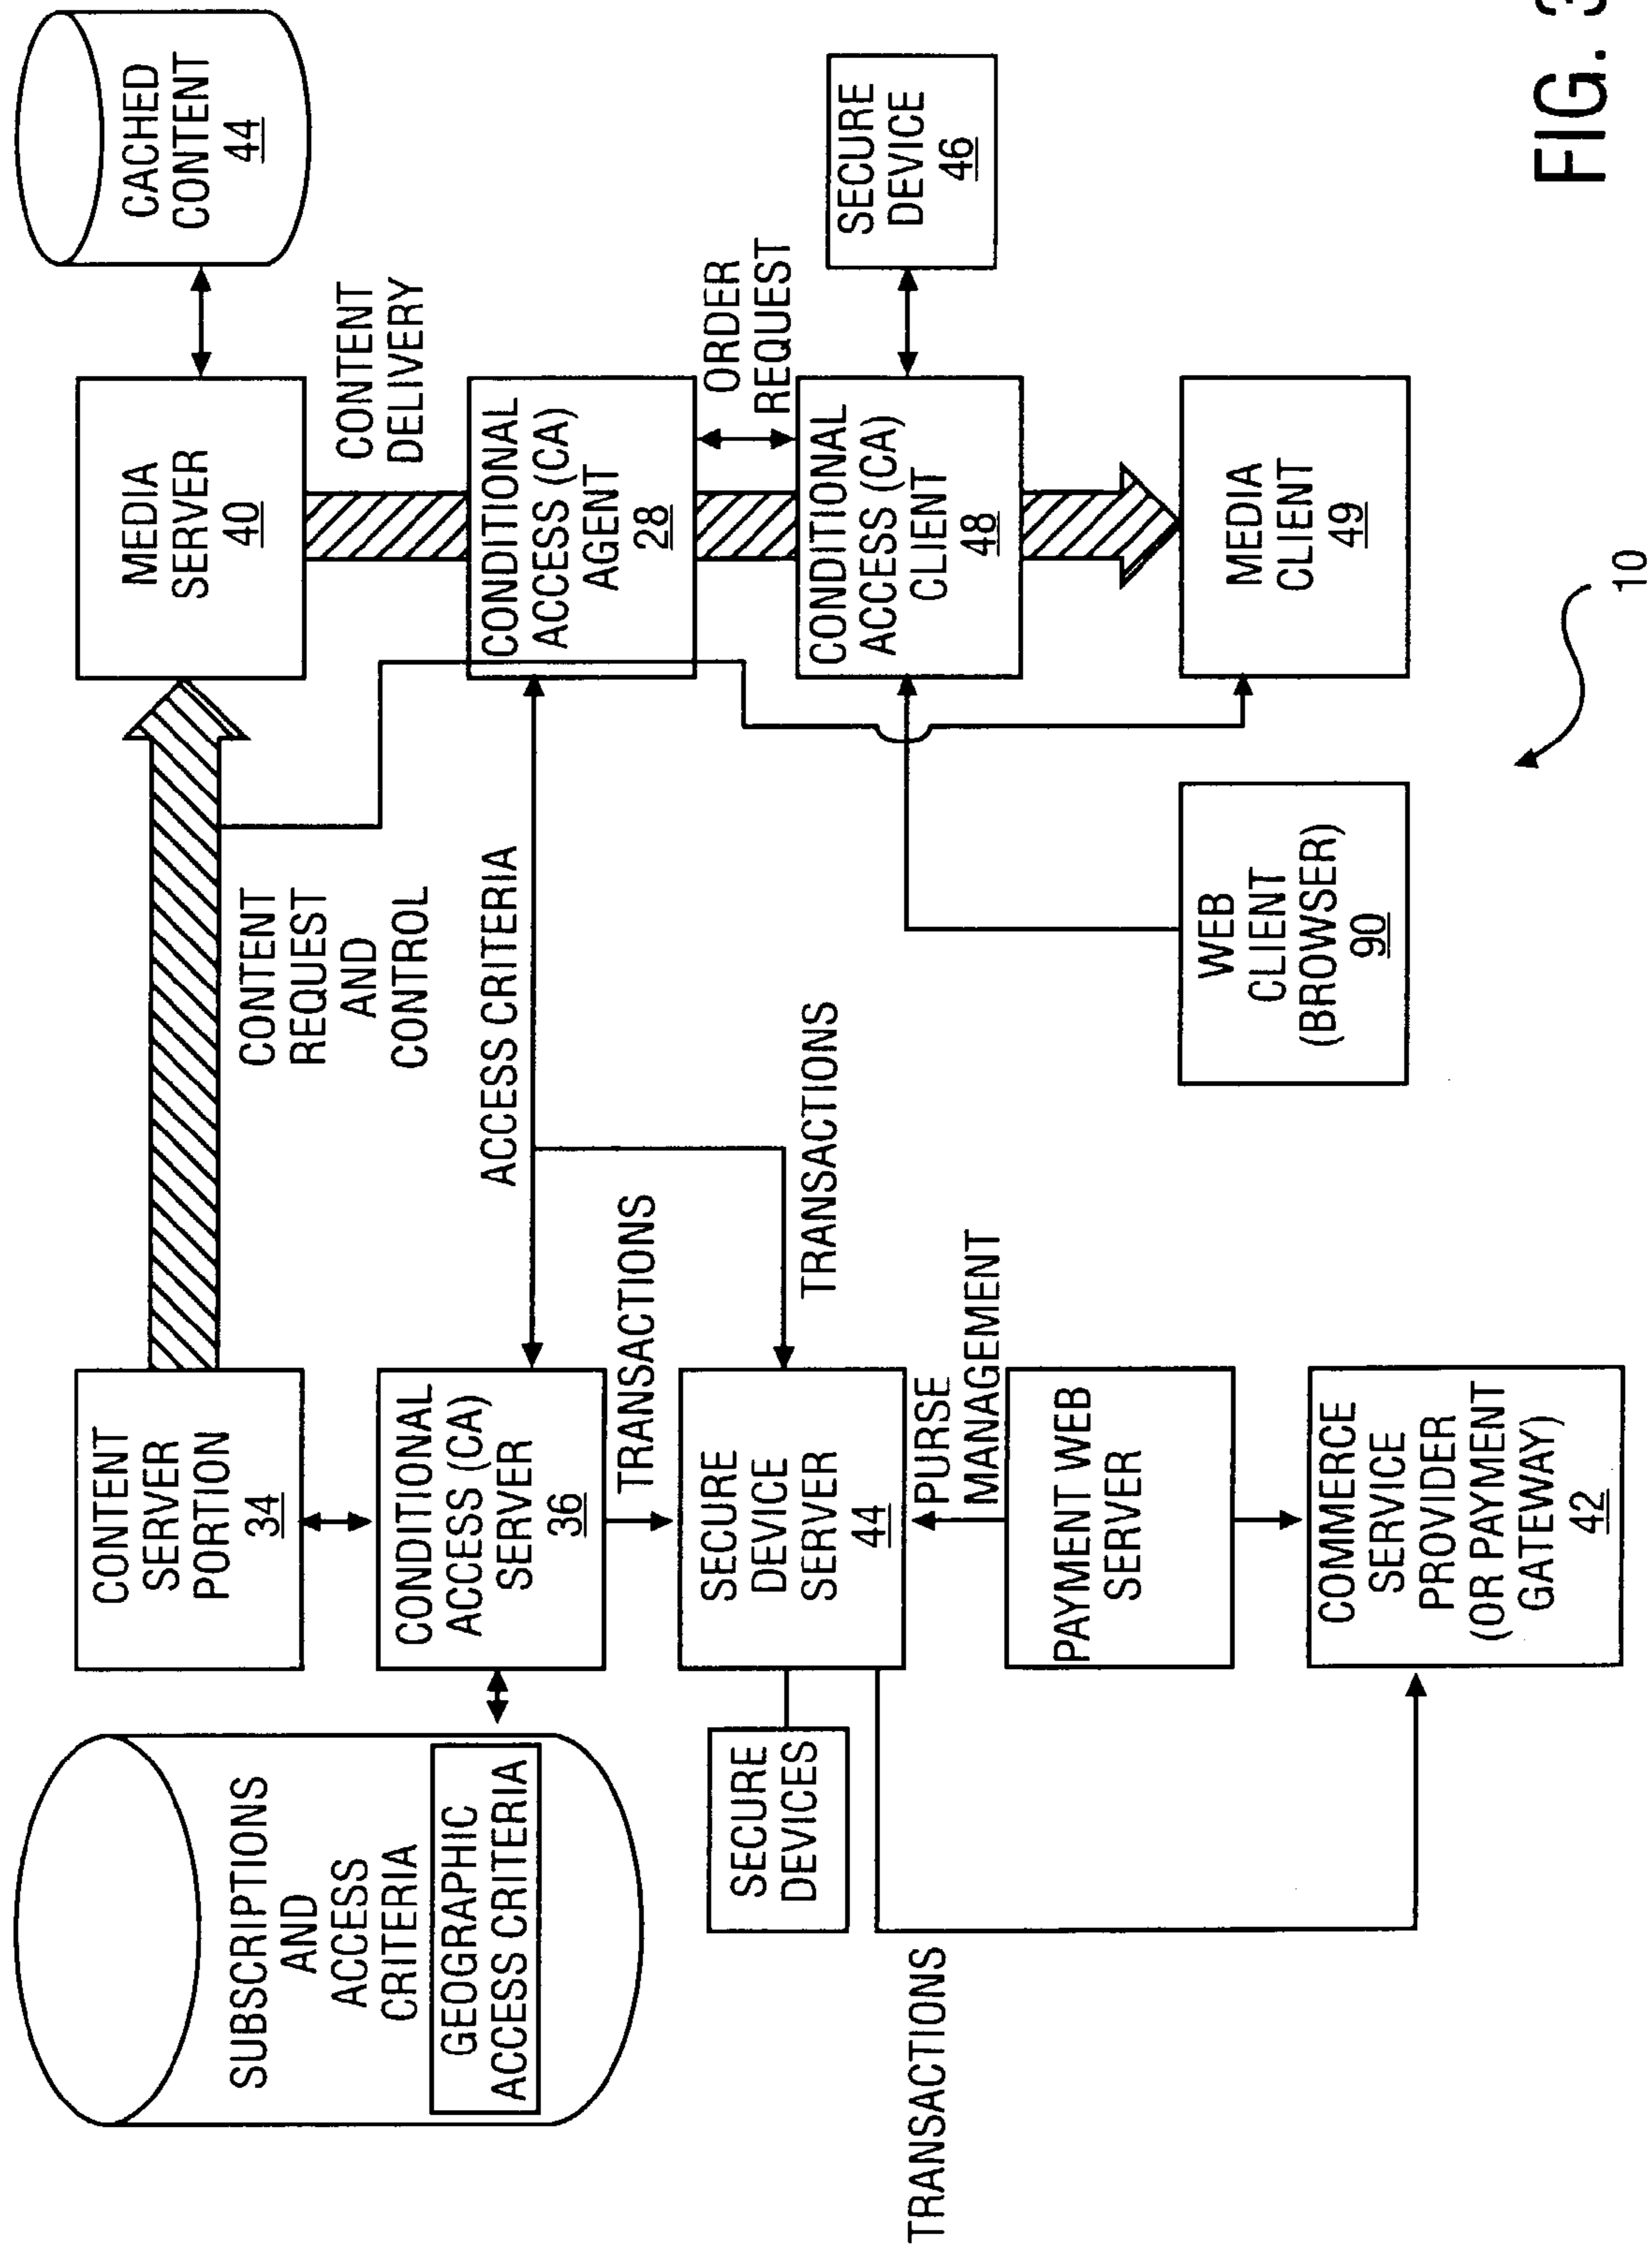 SUBSCRIPTIONS
AND
ACCESS
CRITERIA
GEOGRAPHIC
ACCESS CRITERIA
CONTENT
SERVER
PORTION
34
CONDITIONAL
ACCESS (CA)
SERVER
36
TRANSACTIONS
SECURE
DEVICES
SECURE
DEVICE
SERVER
44
TRANSACTIONS
PURSE
MANAGEMENT
PAYMENT WEB
SERVER
COMMERCE
SERVICE
PROVIDER
(OR PAYMENT
GATEWAY)
42
TRANSACTIONS
CONTENT
REQUEST
AND
CONTROL
ACCESS CRITERIA
WEB
CLIENT
(BROWSER)
90
MEDIA
SERVER
40
CACHED
CONTENT
44
CONTENT
DELIVERY
CONDITIONAL
ACCESS (CA)
AGENT
28
ORDER
REQUEST
CONDITIONAL
ACCESS (CA)
CLIENT
48
SECURE
DEVICE
46
MEDIA
CLIENT
49
10
FIG. 3